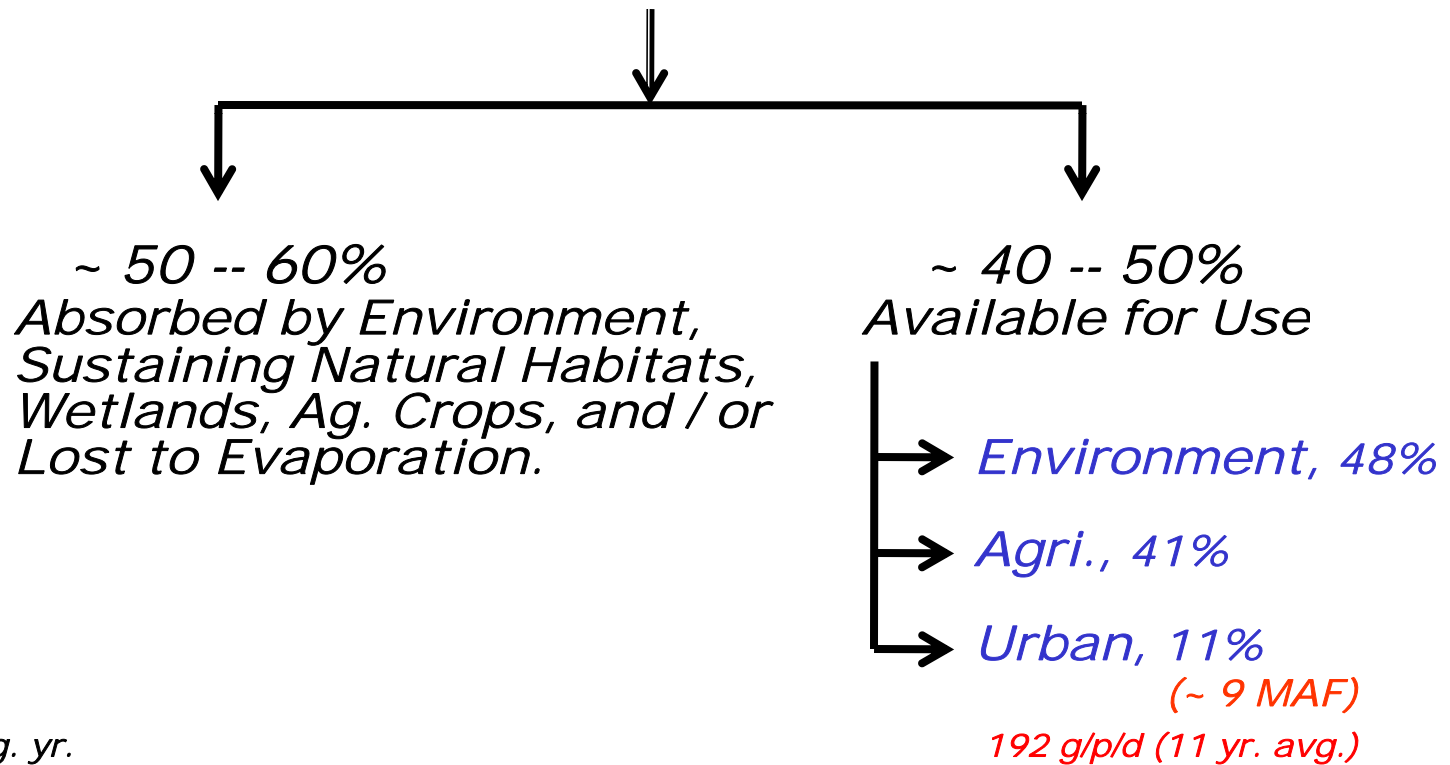 ~ 50 -- 60%
Absorbed by Environment,
Sustaining Natural Habitats,
Wetlands, Ag. Crops, and / or
Lost to Evaporation.
~ 40 -- 50%
Available for Use
Environment, 48%
Agri., 41%
Urban, 11%
(~ 9 MAF)
192 g/p/d (11 yr. avg.)
yr.